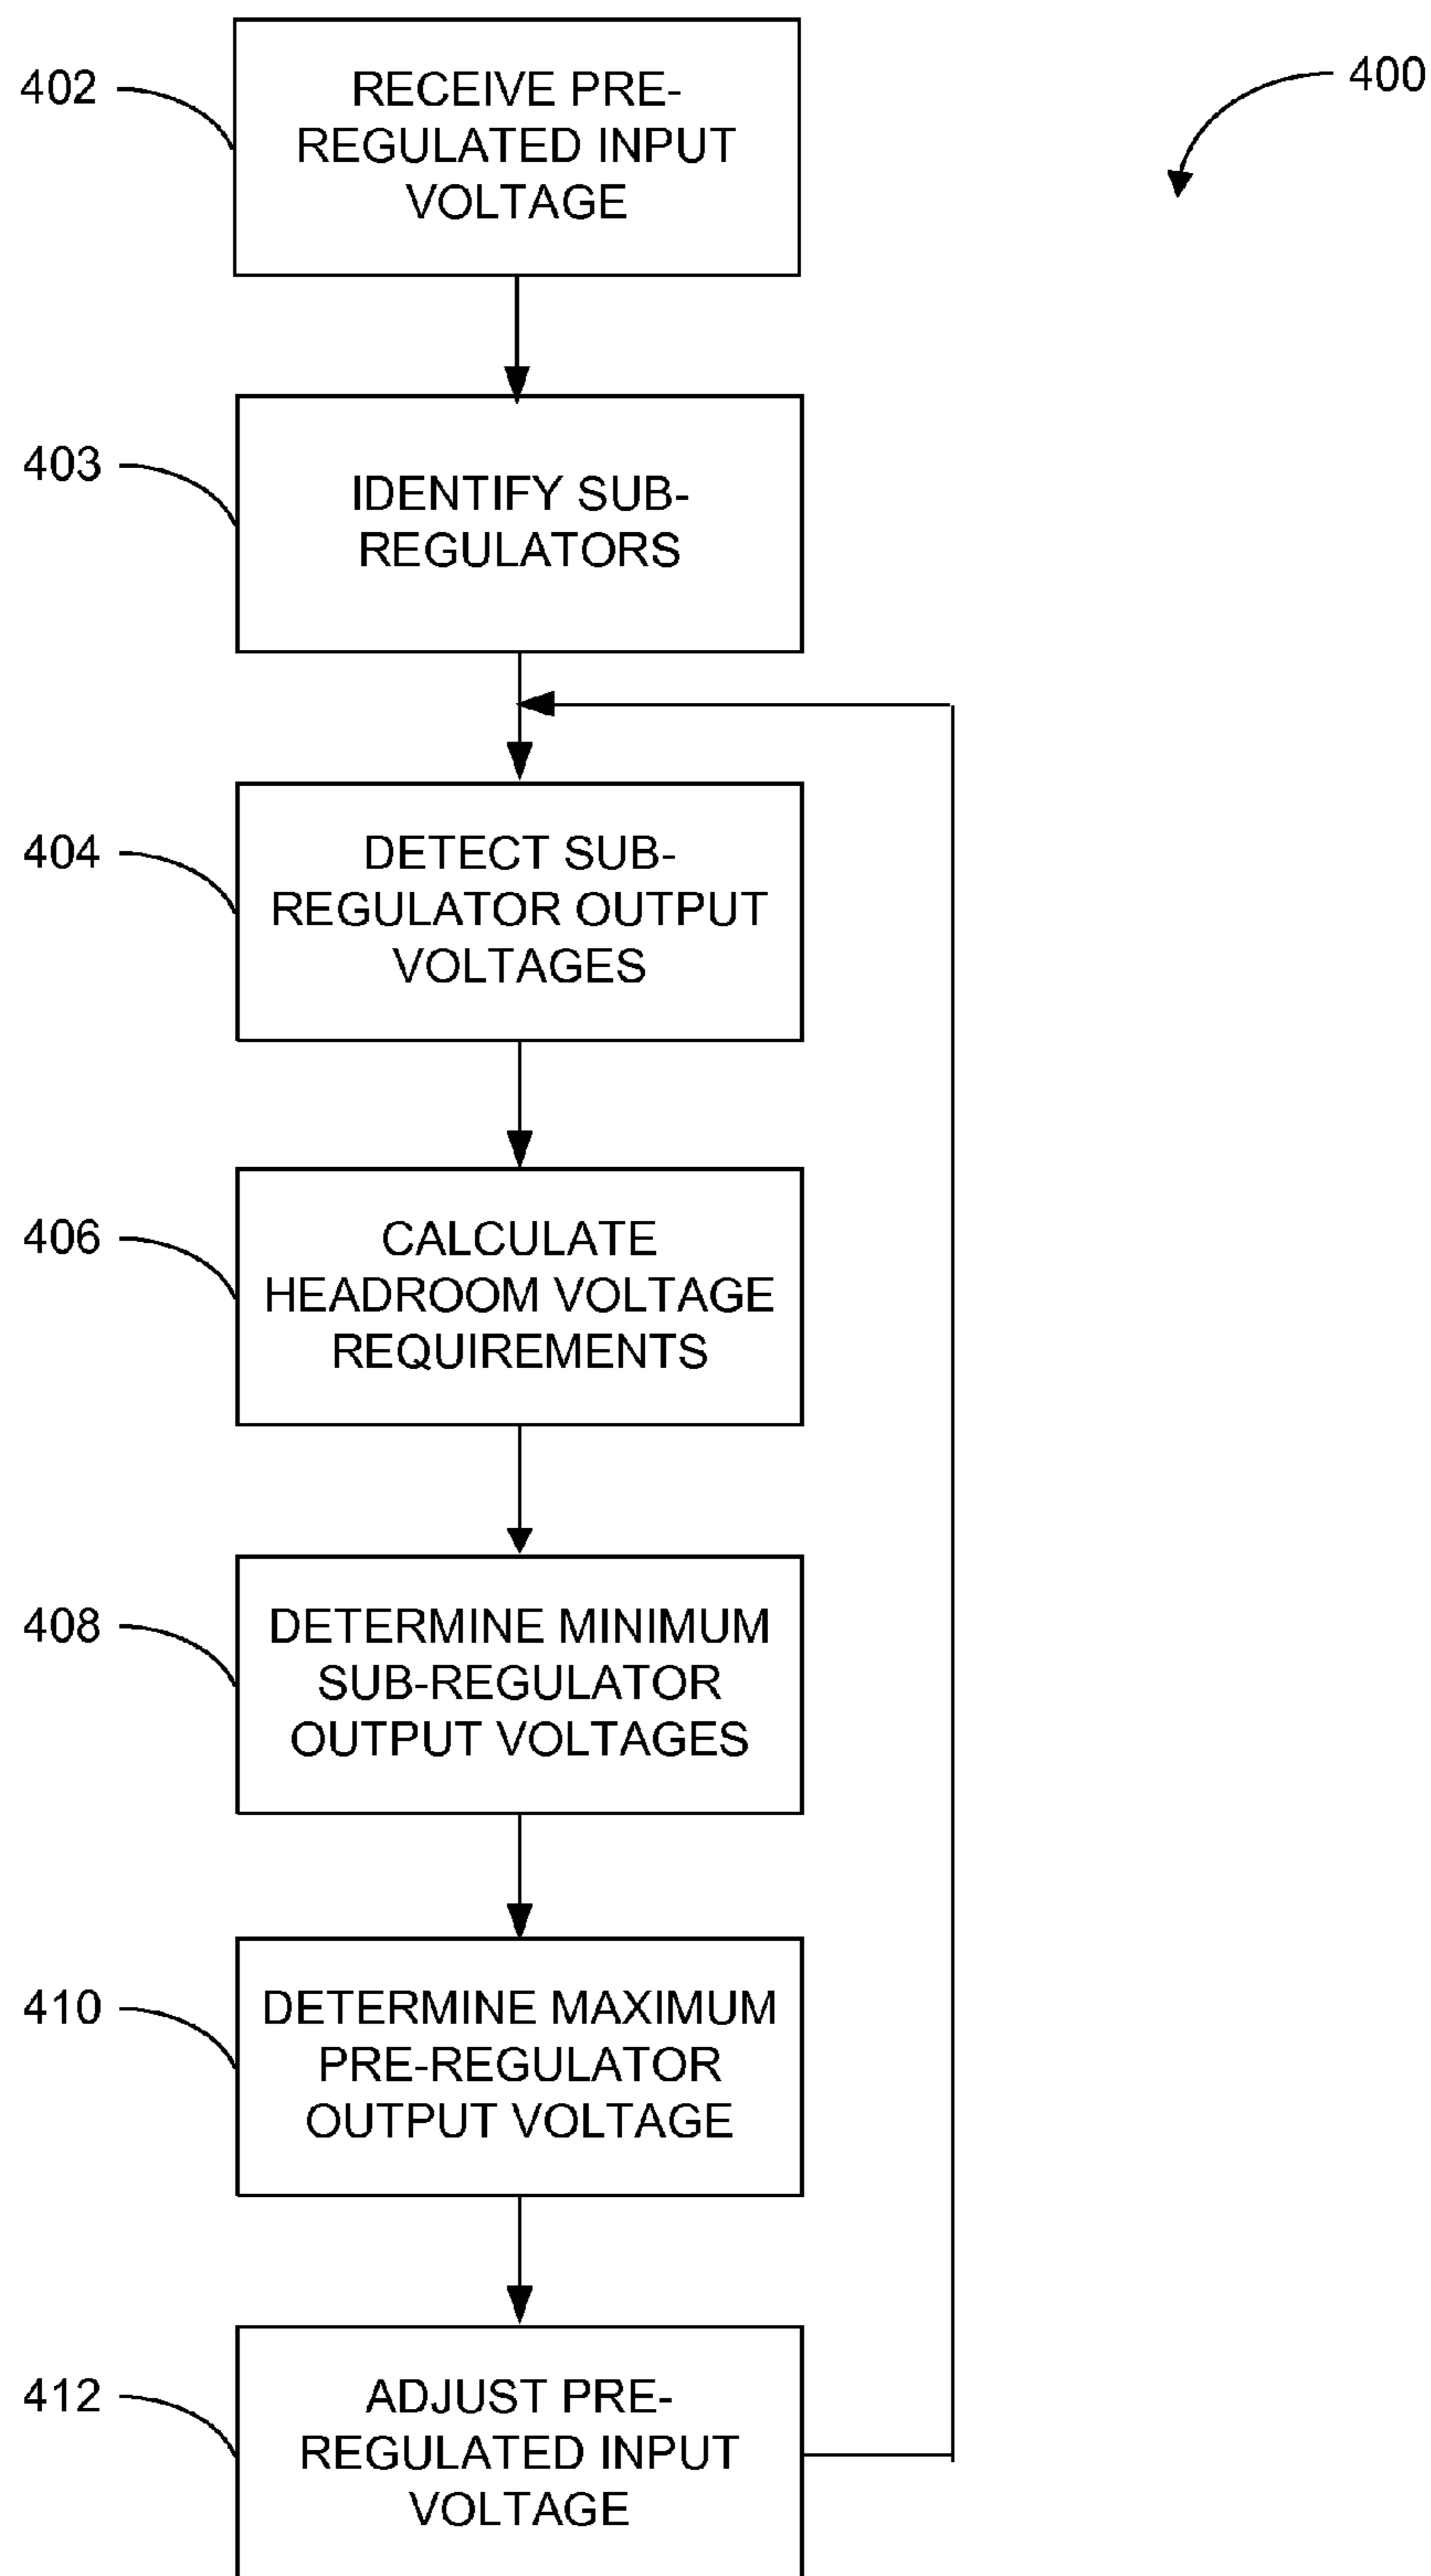 400
402
RECEIVE PRE-
REGULATED INPUT
VOLTAGE
403
IDENTIFY SUB-
REGULATORS
404
DETECT SUB-
REGULATOR OUTPUT
VOLTAGES
406
CALCULATE
HEADROOM VOLTAGE
REQUIREMENTS
408
DETERMINE MINIMUM
SUB-REGULATOR
OUTPUT VOLTAGES
410
DETERMINE MAXIMUM
PRE-REGULATOR
OUTPUT VOLTAGE
412
ADJUST PRE-
REGULATED INPUT
VOLTAGE